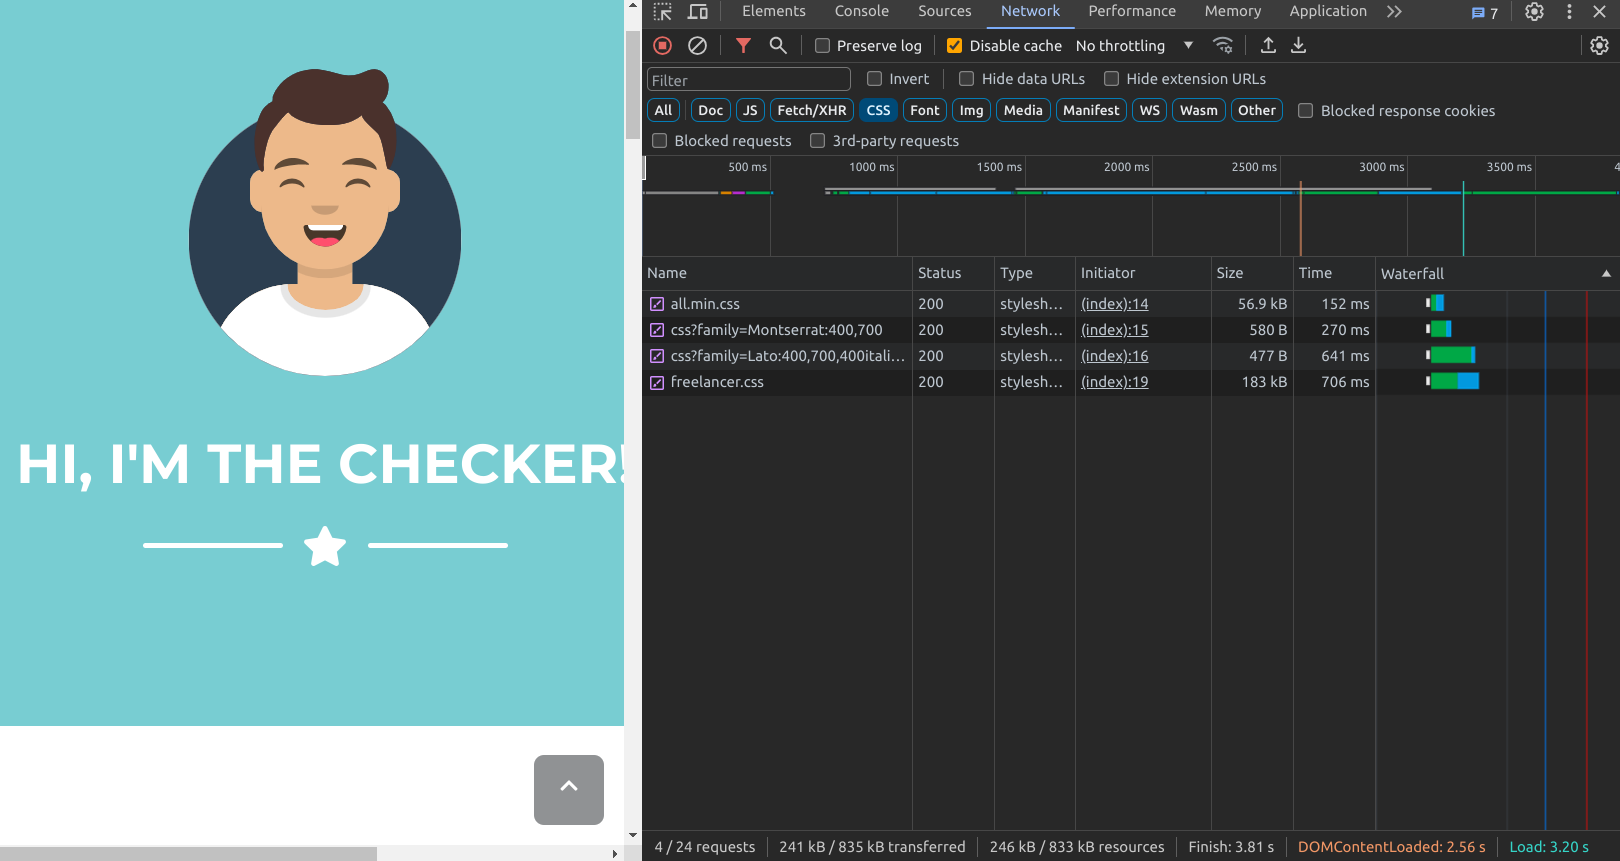 HI, I'M THE CHECKER!
Elements Console Sources Network Performance Memory Application 7
Preserve log Disable cache No throttling
Filter Invert Hide data URLs Hide extension URLs
All Doc JS Fetch/XHR CSS Font Img Media Manifest WS Wasm Other Blocked response cookies
Blocked requests 3rd-party requests
500 ms 1000 ms 1500 ms 2000 ms 2500 ms 3000 ms 3500 ms 4
Name Status Type Initiator Size Time Waterfall
all.min.css 200 stylesh... (index):14 56.9 kB 152 ms
css?family=Montserrat:400,700 200 stylesh... (index):15 580 B 270 ms
css?family=Lato:400,700,400itali... 200 stylesh... (index):16 477 B 641 ms
freelancer.css 200 stylesh... (index):19 183 kB 706 ms
4 / 24 requests 241 kB / 835 kB transferred 246 kB / 833 kB resources Finish: 3.81 s DOMContentLoaded: 2.56 s Load: 3.20 s